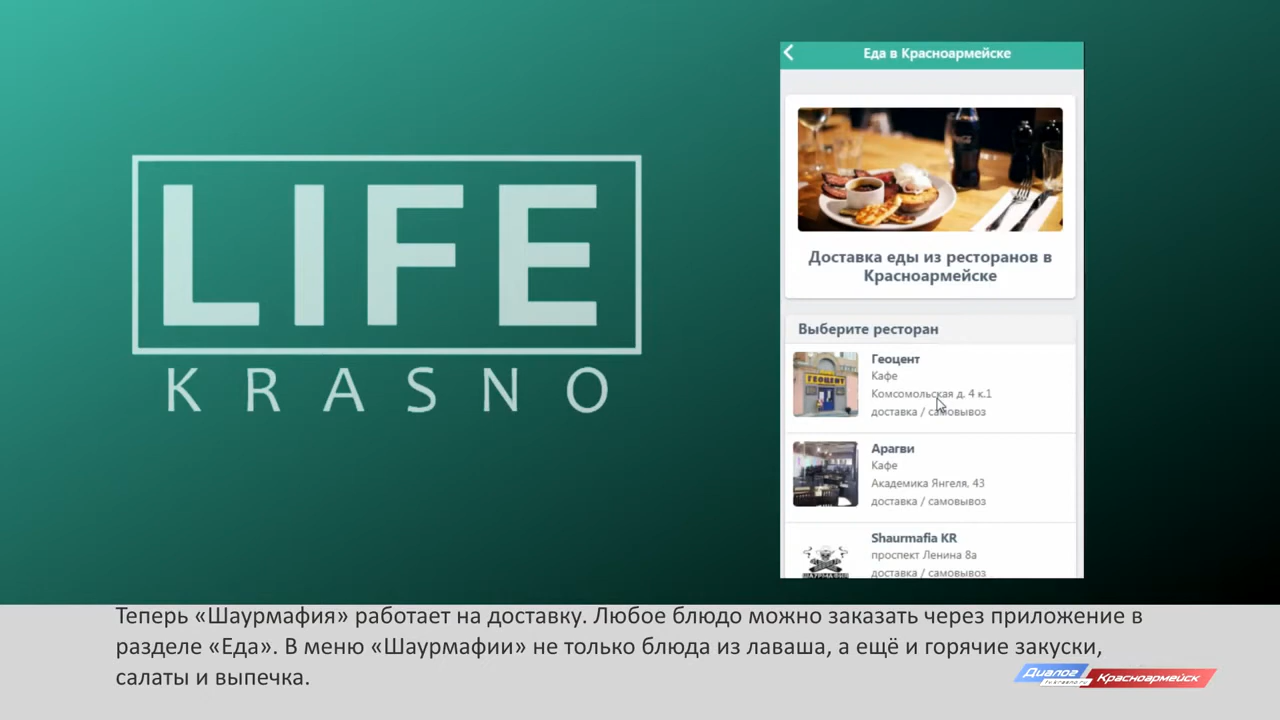 LIFE
KRASNO
Еда в Красноармейске
Доставка еды из ресторанов в
Красноармейске
Выберите ресторан
ГЕОЦЕНТ
Геоцент
Кафе
Комсомольская д. 4 к.1
доставка / самовывоз
Арагви
Кафе
Академика Янгеля, 43
доставка / самовывоз
Shaurmafia KR
проспект Ленина 8а
доставка / самовывоз
Теперь «Шаурмафия» работает на доставку. Любое блюдо можно заказать через приложение в
разделе «Еда». В меню «Шаурмафии» не только блюда из лаваша, а ещё и горячие закуски,
салаты и выпечка.
Диалог
Красноармейск